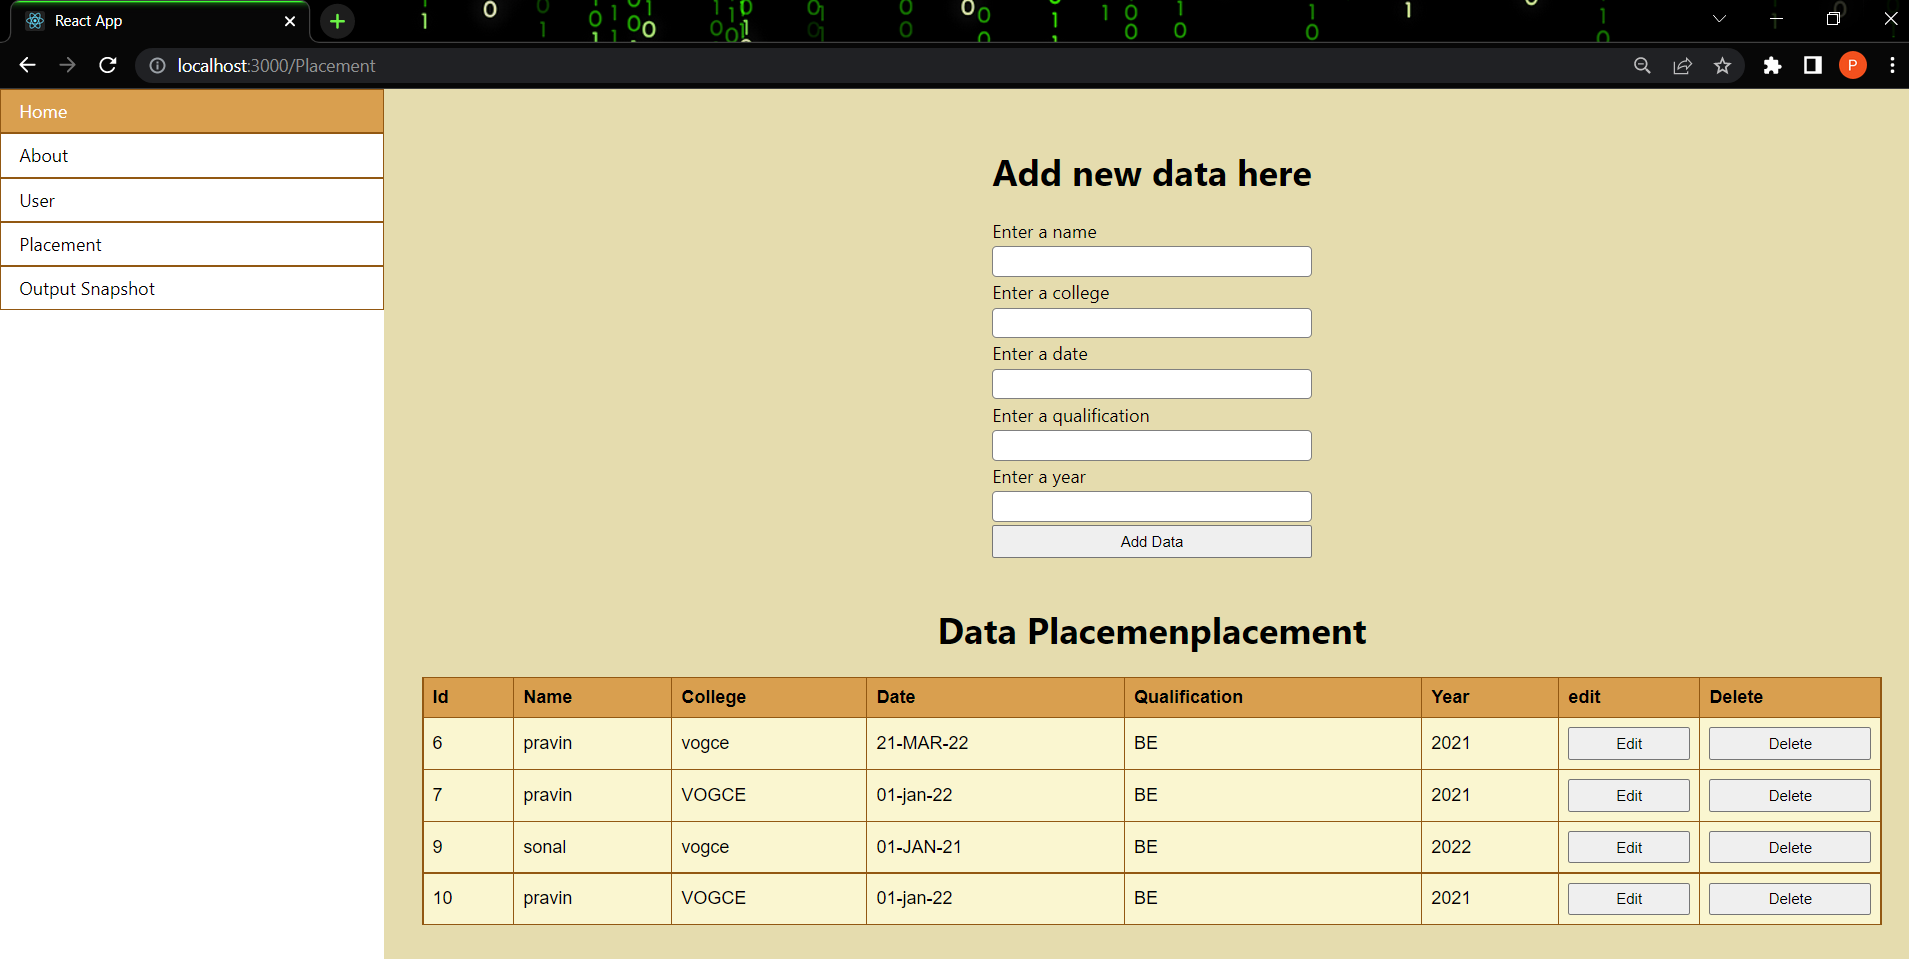 React App
localhost:3000/Placement
P
Home
About
User
Placement
Output Snapshot
Add new data here
Enter a name
Enter a college
Enter a date
Enter a qualification
Enter a year
Add Data
Data Placemenplacement
Id Name College Date Qualification Year edit Delete
6 pravin vogce 21-MAR-22 BE 2021 Edit Delete
7 pravin VOGCE 01-jan-22 BE 2021 Edit Delete
9 sonal vogce 01-JAN-21 BE 2022 Edit Delete
10 pravin VOGCE 01-jan-22 BE 2021 Edit Delete